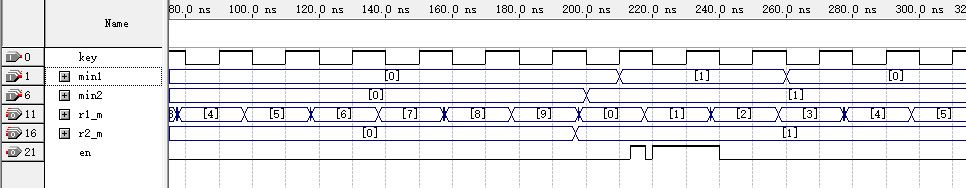 Name
80.0 ns 100.0 ns 120.0 ns 140.0 ns 160.0 ns 180.0 ns 200.0 ns 220.0 ns 240.0 ns 260.0 ns 280.0 ns 300.0 ns 32
0 key
1 min1 [0] [1] [0]
6 min2 [0] [1]
11 r1_m [4] [5] [6] [7] [8] [9] [0] [1] [2] [3] [4] [5]
16 r2_m [0] [1]
21 en